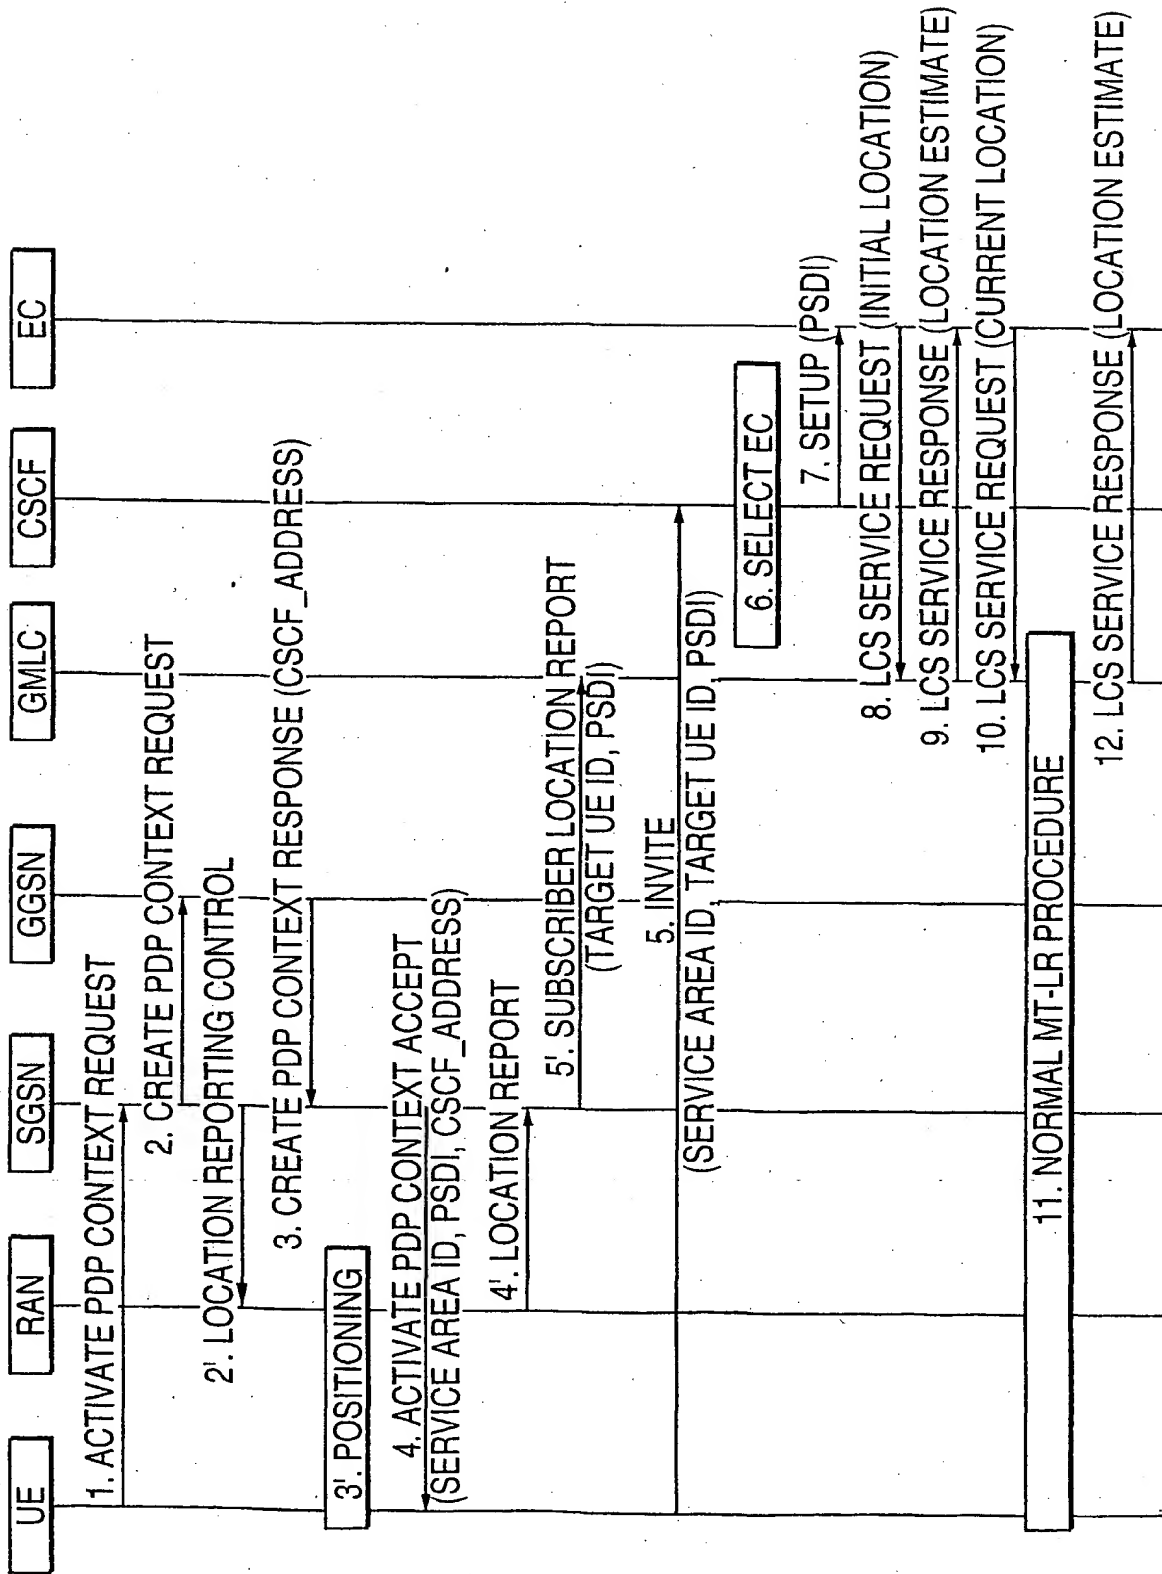 UE
RAN
SGSN
GGSN
GMLC
CSCF
EC
1. ACTIVATE PDP CONTEXT REQUEST
2. CREATE PDP CONTEXT REQUEST
2'. LOCATION REPORTING CONTROL
3. CREATE PDP CONTEXT RESPONSE (CSCF_ADDRESS)
3'. POSITIONING
4. ACTIVATE PDP CONTEXT ACCEPT
(SERVICE AREA ID, PSDI, CSCF_ADDRESS)
4'. LOCATION REPORT
5'. SUBSCRIBER LOCATION REPORT
(TARGET UE ID, PSDI)
5. INVITE
(SERVICE AREA ID, TARGET UE ID, PSDI)
6. SELECT EC
7. SETUP (PSDI)
8. LCS SERVICE REQUEST (INITIAL LOCATION)
9. LCS SERVICE RESPONSE (LOCATION ESTIMATE)
10. LCS SERVICE REQUEST (CURRENT LOCATION)
11. NORMAL MT-LR PROCEDURE
12. LCS SERVICE RESPONSE (LOCATION ESTIMATE)